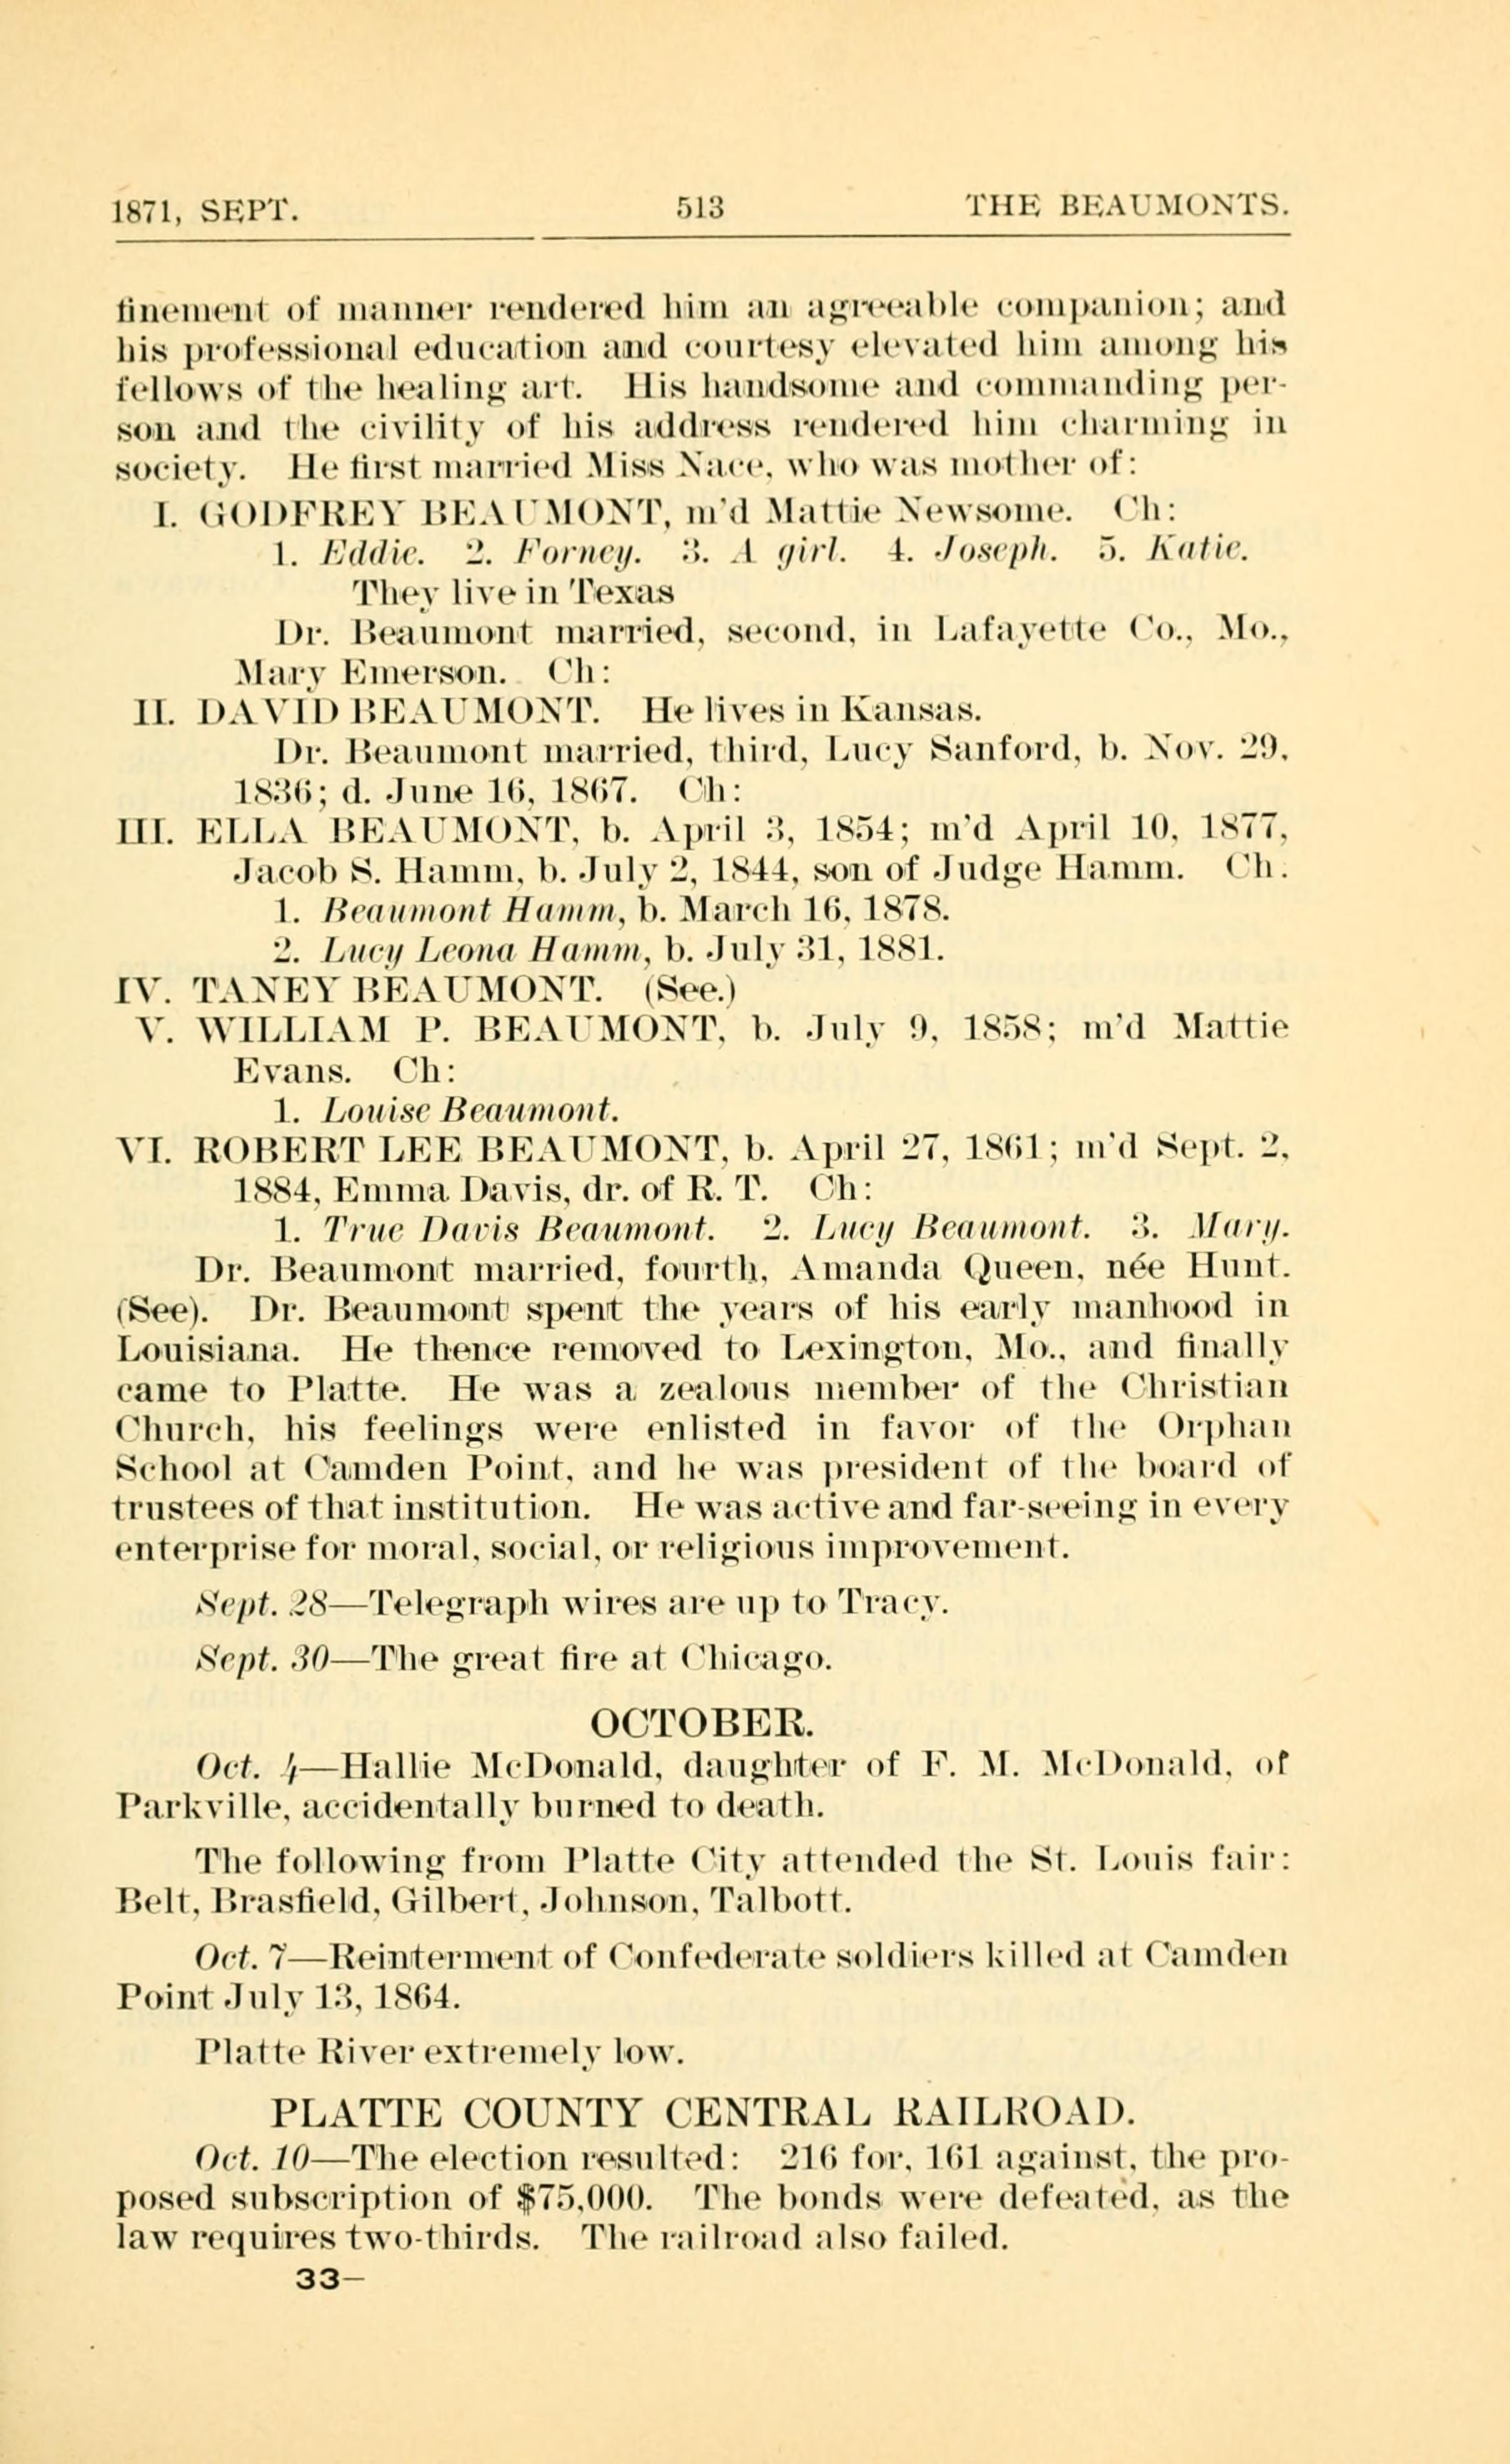 1871, SEPT. 513 THE BEAUMONTS.
finement of manner rendered him an agreeable companion; and
his professional education and courtesy elevated him among his
fellows of the healing art. His handsome and commanding per-
son and the civility of his address rendered him charming in
society. He first married Miss Nace, who was mother of:
I. GODFREY BEAUMONT, m'd Mattie Newsome. Ch:
1. Eddie. 2. Forney. 3. A girl. 4. Joseph. 5. Katie.
They live in Texas
Dr. Beaumont married, second, in Lafayette Co., Mo.,
Mary Emerson. Ch:
II. DAVID BEAUMONT. He lives in Kansas.
Dr. Beaumont married, third, Lucy Sanford, b. Nov. 29,
1836; d. June 16, 1867. Ch:
III. ELLA BEAUMONT, b. April 3, 1854; m'd April 10, 1877,
Jacob S. Hamm, b. July 2, 1844, son of Judge Hamm. Ch.
1. Beaumont Hamm, b. March 16, 1878.
2. Lucy Leona Hamm, b. July 31, 1881.
IV. TANEY BEAUMONT. (See.)
V. WILLIAM P. BEAUMONT, b. July 9, 1858; m'd Mattie
Evans. Ch:
1. Louise Beaumont.
VI. ROBERT LEE BEAUMONT, b. April 27, 1861; m'd Sept. 2,
1884, Emma Davis, dr. of R. T. Ch:
1. True Davis Beaumont. 2. Lucy Beaumont. 3. Mary.
Dr. Beaumont married, fourth, Amanda Queen, née Hunt.
(See). Dr. Beaumont spent the years of his early manhood in
Louisiana. He thence removed to Lexington, Mo., and finally
came to Platte. He was a zealous member of the Christian
Church, his feelings were enlisted in favor of the Orphan
School at Camden Point, and he was president of the board of
trustees of that institution. He was active and far-seeing in every
enterprise for moral, social, or religious improvement.
Sept. 28—Telegraph wires are up to Tracy.
Sept. 30—The great fire at Chicago.
OCTOBER.
Oct. 4—Hallie McDonald, daughter of F. M. McDonald, of
Parkville, accidentally burned to death.
The following from Platte City attended the St. Louis fair:
Belt, Brasfield, Gilbert, Johnson, Talbott.
Oct. 7—Reinterment of Confederate soldiers killed at Camden
Point July 13, 1864.
Platte River extremely low.
PLATTE COUNTY CENTRAL RAILROAD.
Oct. 10—The election resulted: 216 for, 161 against, the pro-
posed subscription of $75,000. The bonds were defeated, as the
law requires two-thirds. The railroad also failed.
33—